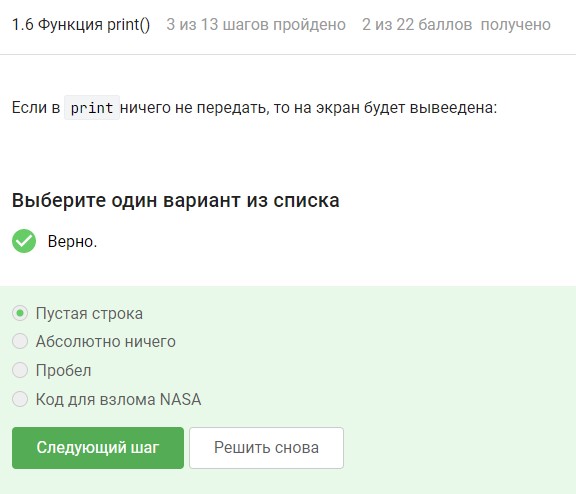 1.6 Функция print() 3 из 13 шагов пройдено 2 из 22 баллов получено
Если в print ничего не передать, то на экран будет вывеедена:
Выберите один вариант из списка
Верно.
Пустая строка
Абсолютно ничего
Пробел
Код для взлома NASA
Следующий шаг Решить снова